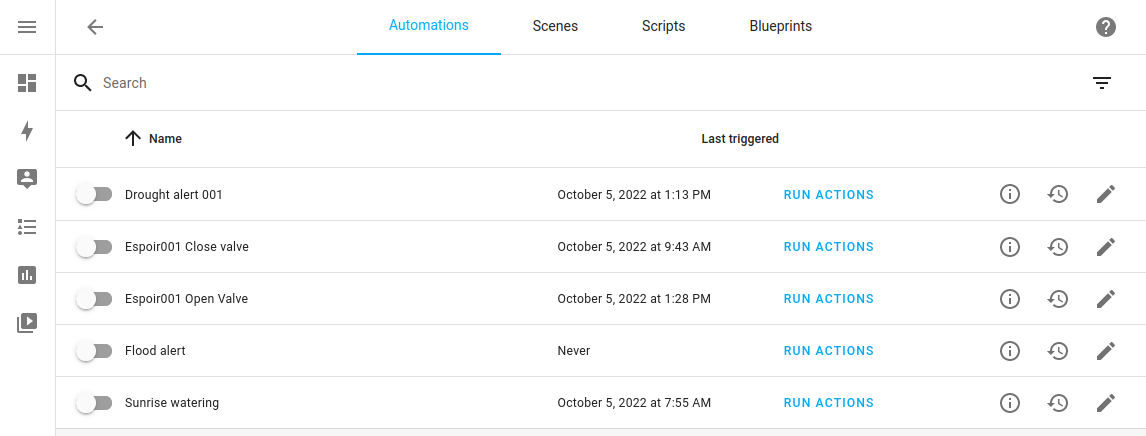 Automations Scenes Scripts Blueprints
Search
Name Last triggered
Drought alert 001 October 5, 2022 at 1:13 PM RUN ACTIONS
Espoir001 Close valve October 5, 2022 at 9:43 AM RUN ACTIONS
Espoir001 Open Valve October 5, 2022 at 1:28 PM RUN ACTIONS
Flood alert Never RUN ACTIONS
Sunrise watering October 5, 2022 at 7:55 AM RUN ACTIONS